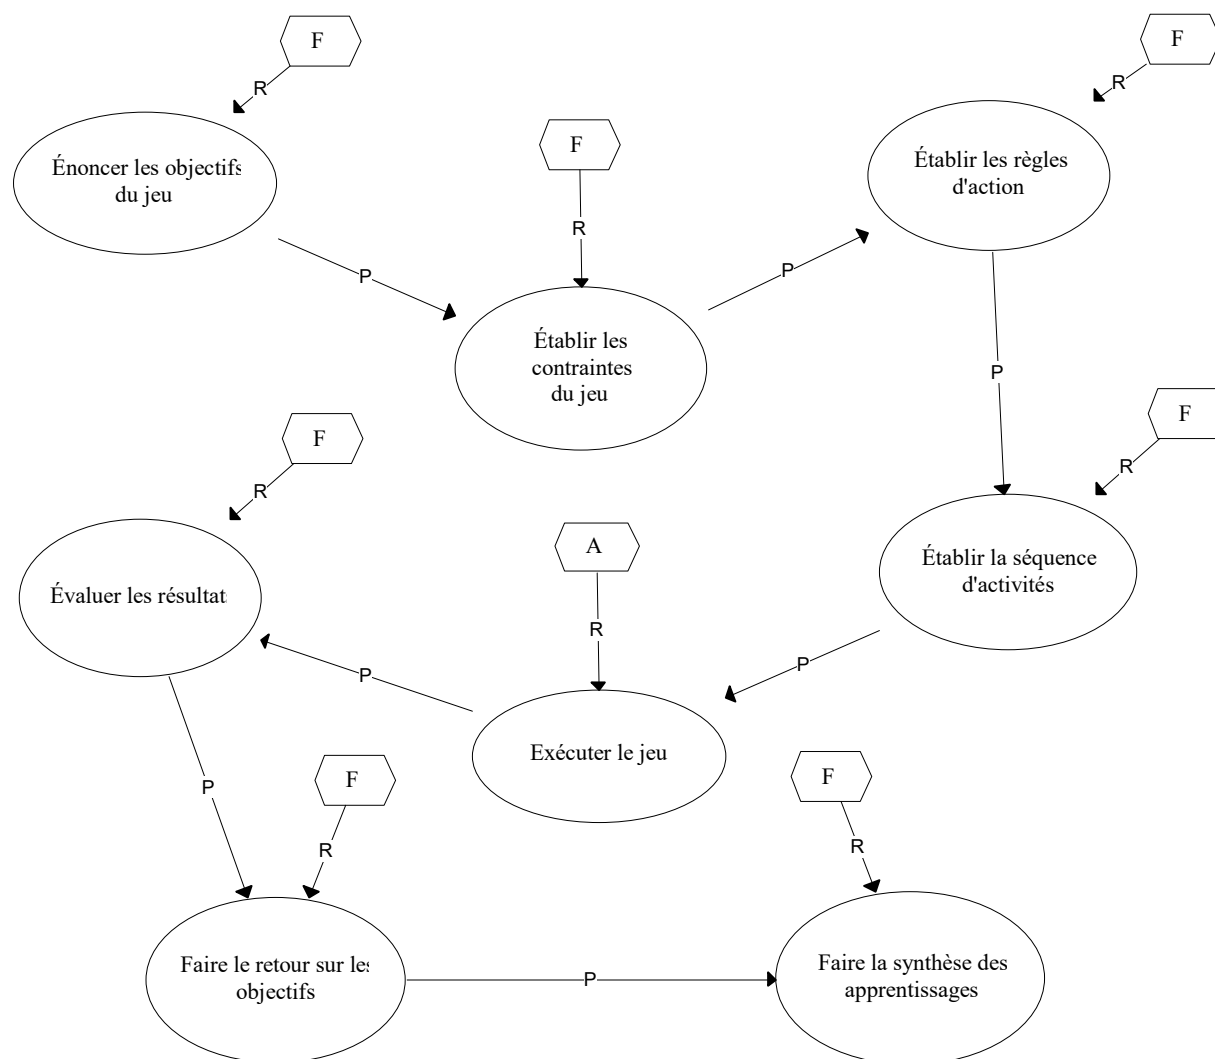 F
R
Énoncer les objectifs
du jeu
P
F
R
Établir les
contraintes
du jeu
P
F
R
Établir les règles
d'action
P
F
R
Établir la séquence
d'activités
P
A
R
Exécuter le jeu
P
F
R
Évaluer les résultats
P
F
R
Faire le retour sur les
objectifs
P
F
R
Faire la synthèse des
apprentissages